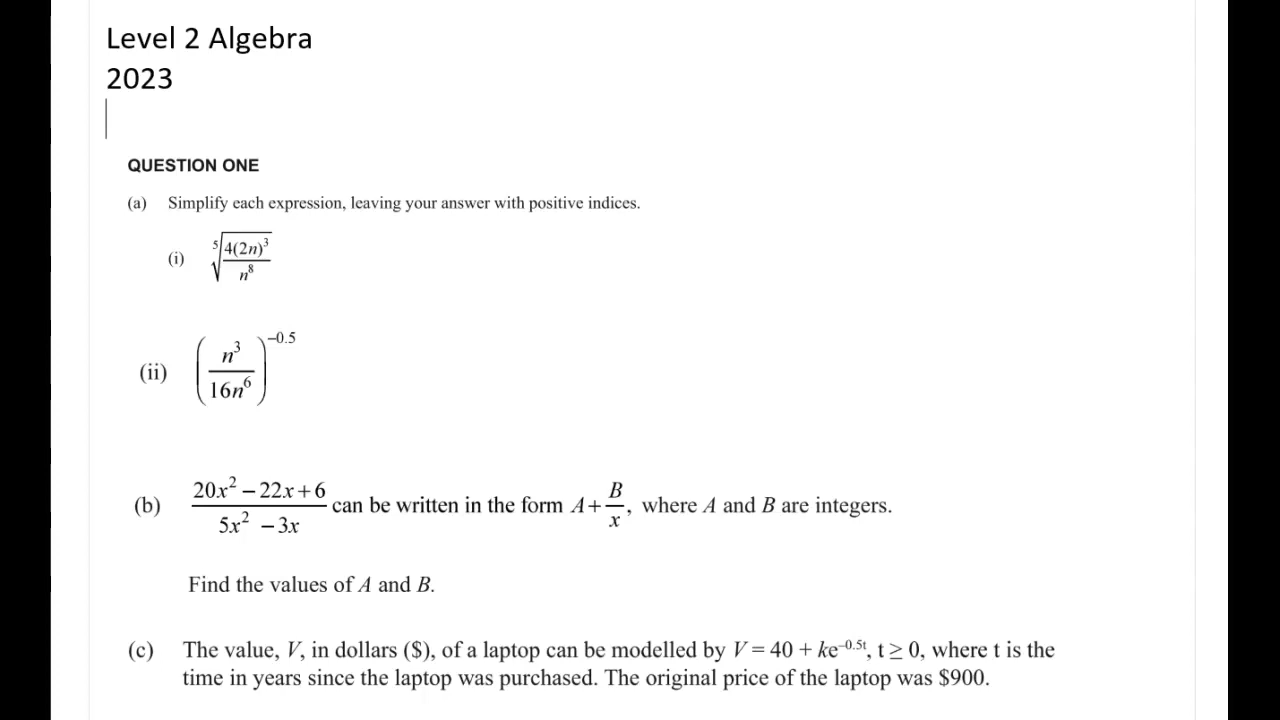 Level 2 Algebra
2023
QUESTION ONE
(a) Simplify each expression, leaving your answer with positive indices.
(i) ⁵√(4(2n)³/n⁸)
(ii) (n³/16n⁶)⁻⁰·⁵
(b) (20x² – 22x + 6)/(5x² – 3x) can be written in the form A + B/x, where A and B are integers.
Find the values of A and B.
(c) The value, V, in dollars ($), of a laptop can be modelled by V = 40 + ke⁻⁰·⁵ᵗ, t ≥ 0, where t is the
time in years since the laptop was purchased. The original price of the laptop was $900.